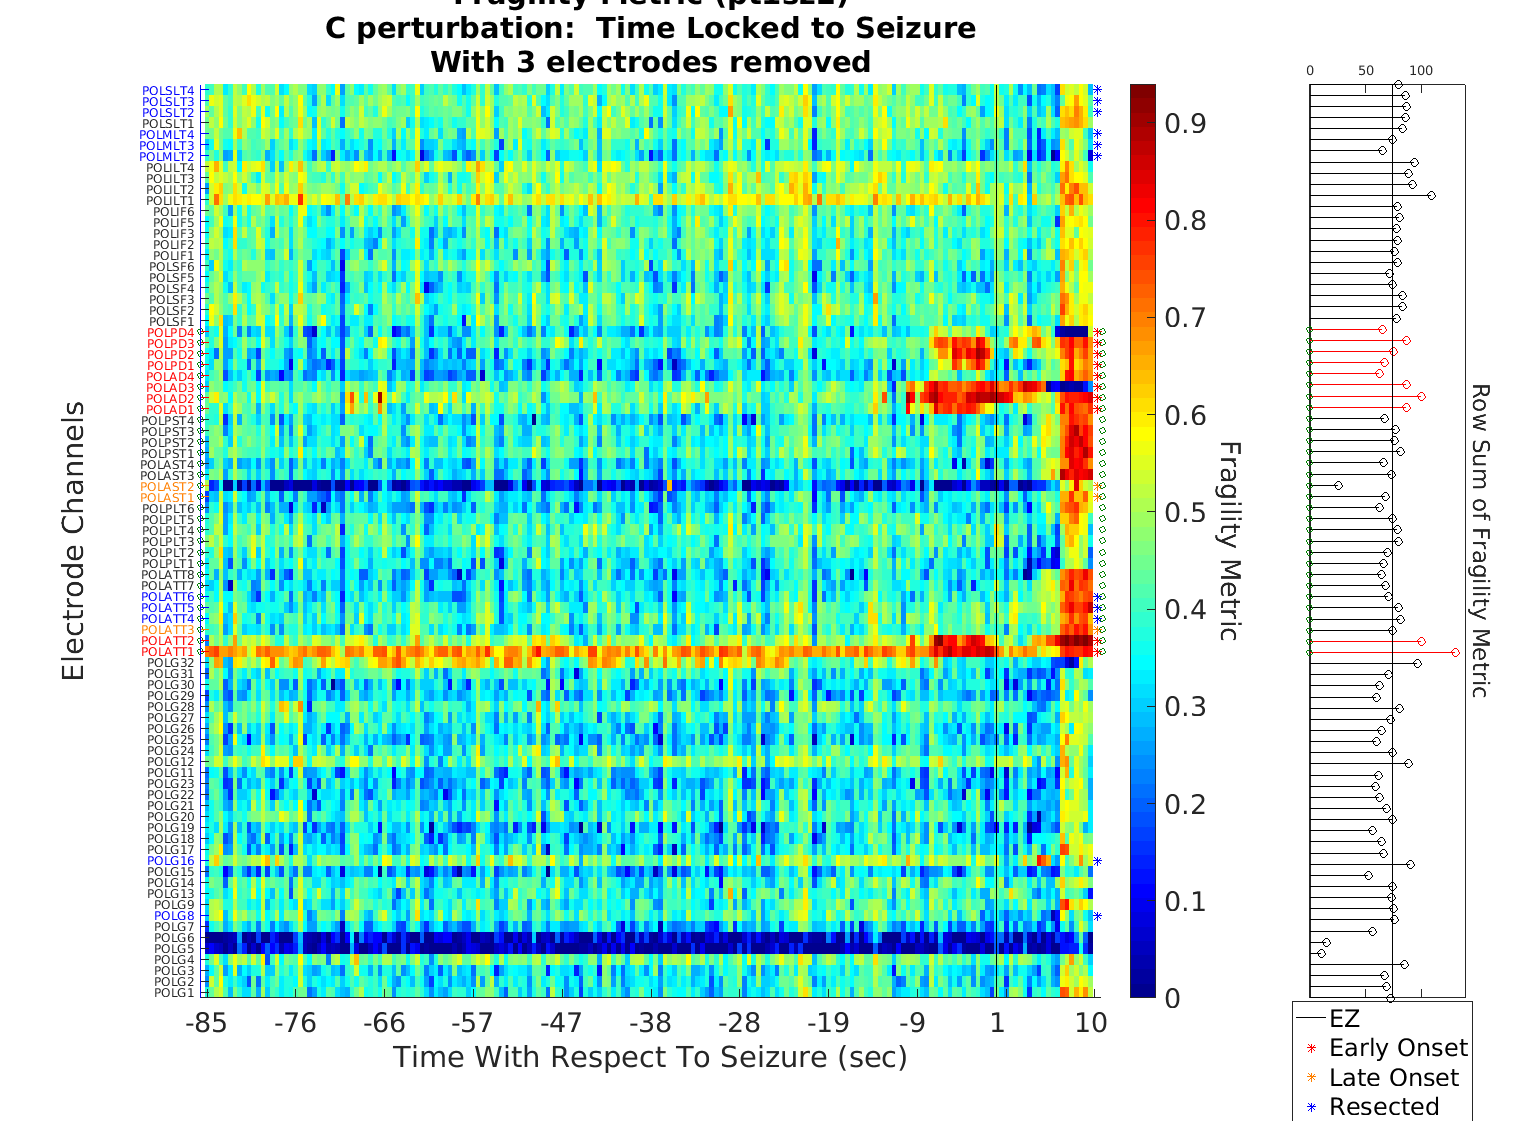 Fragility Metric (pt1sz2)
C perturbation: Time Locked to Seizure
With 3 electrodes removed
Electrode Channels
POLSLT4
POLSLT3
POLSLT2
POLSLT1
POLMLT4
POLMLT3
POLMLT2
POLILT4
POLILT3
POLILT2
POLILT1
POLIF6
POLIF5
POLIF3
POLIF2
POLIF1
POLSF6
POLSF5
POLSF4
POLSF3
POLSF2
POLSF1
POLPD4
POLPD3
POLPD2
POLPD1
POLAD4
POLAD3
POLAD2
POLAD1
POLPST4
POLPST3
POLPST2
POLPST1
POLAST4
POLAST3
POLAST2
POLAST1
POLPLT6
POLPLT5
POLPLT4
POLPLT3
POLPLT2
POLPLT1
POLATT8
POLATT7
POLATT6
POLATT5
POLATT4
POLATT3
POLATT2
POLATT1
POLG32
POLG31
POLG30
POLG29
POLG28
POLG27
POLG26
POLG25
POLG24
POLG12
POLG11
POLG23
POLG22
POLG21
POLG20
POLG19
POLG18
POLG17
POLG16
POLG15
POLG14
POLG13
POLG9
POLG8
POLG7
POLG6
POLG5
POLG4
POLG3
POLG2
POLG1
-85 -76 -66 -57 -47 -38 -28 -19 -9 1 10
Time With Respect To Seizure (sec)
0.9
0.8
0.7
0.6
0.5
0.4
0.3
0.2
0.1
0
Fragility Metric
0 50 100
Row Sum of Fragility Metric
EZ
Early Onset
Late Onset
Resected